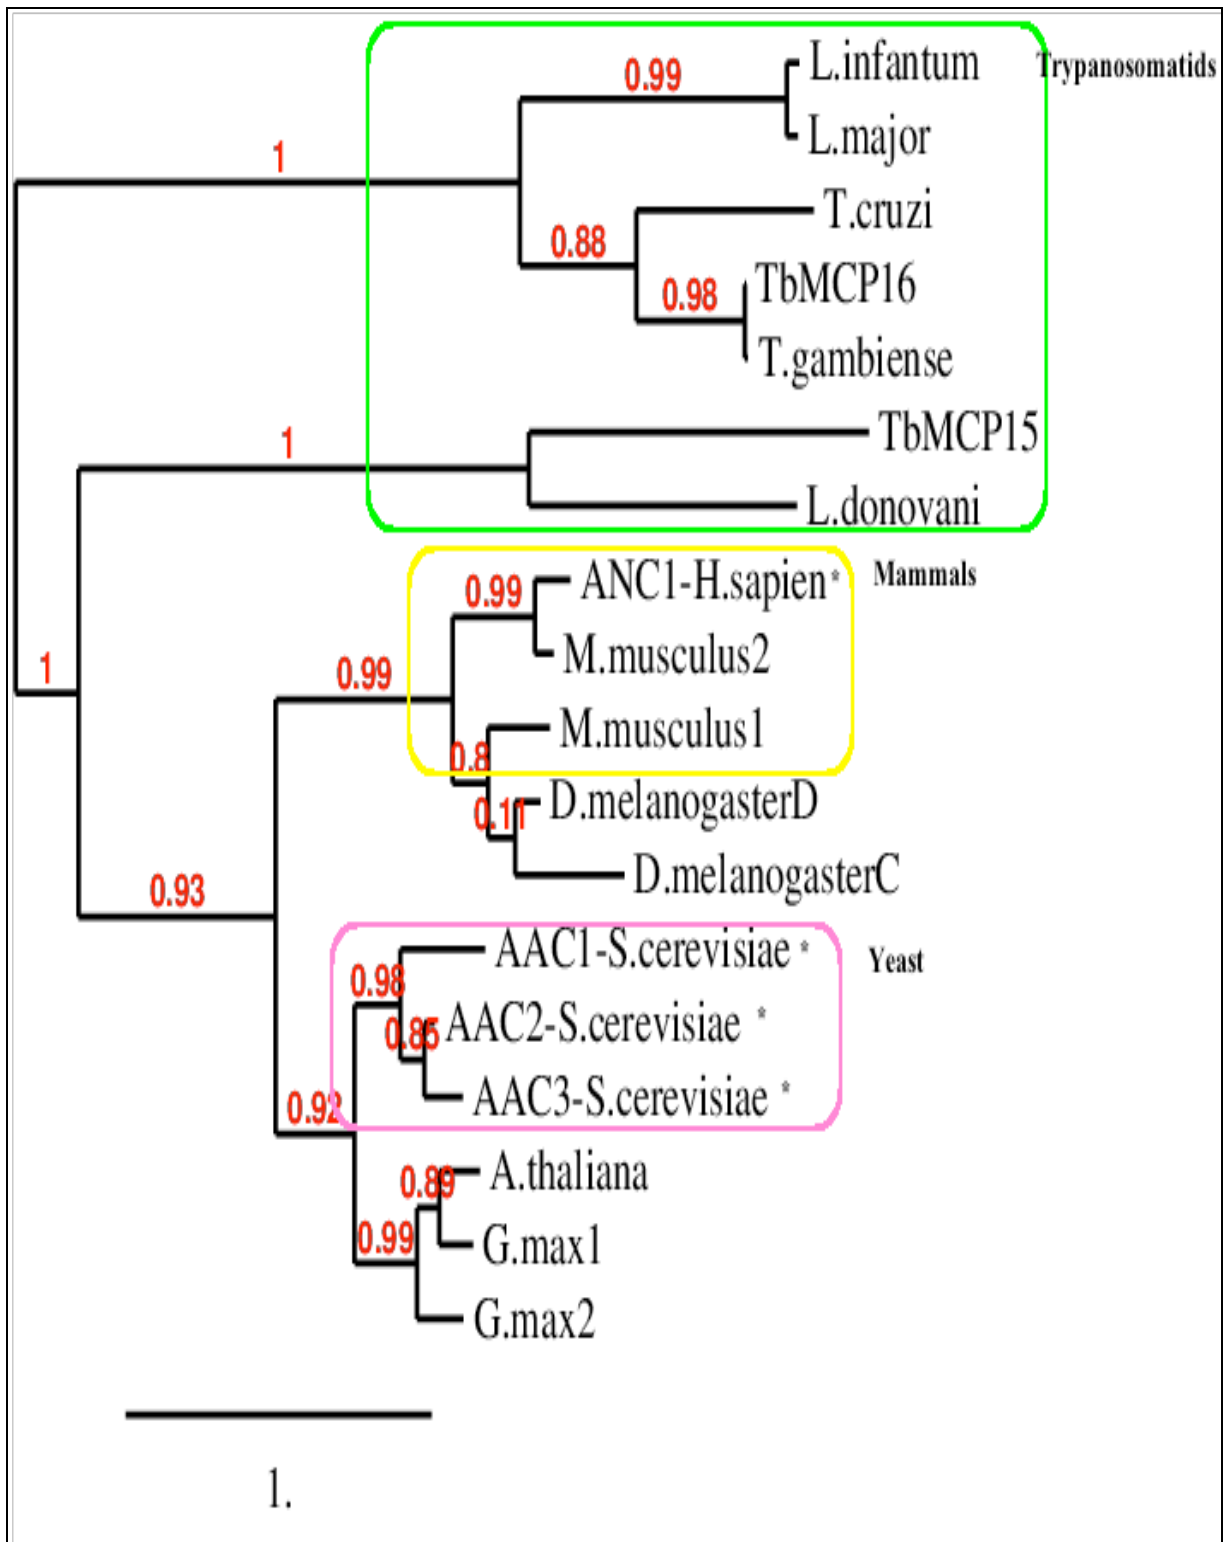 L.infantum
Trypanosomatids
0.99
L.major
1
T.cruzi
0.88
TbMCP16
0.98
T.gambiense
TbMCP15
1
L.donovani
ANC1-H.sapien*
Mammals
0.99
M.musculus2
1
0.99
M.musculus1
0.8
D.melanogasterD
0.11
D.melanogasterC
0.93
AAC1-S.cerevisiae *
Yeast
0.98
AAC2-S.cerevisiae *
0.85
AAC3-S.cerevisiae *
0.92
A.thaliana
0.89
0.99
G.max1
G.max2
1.